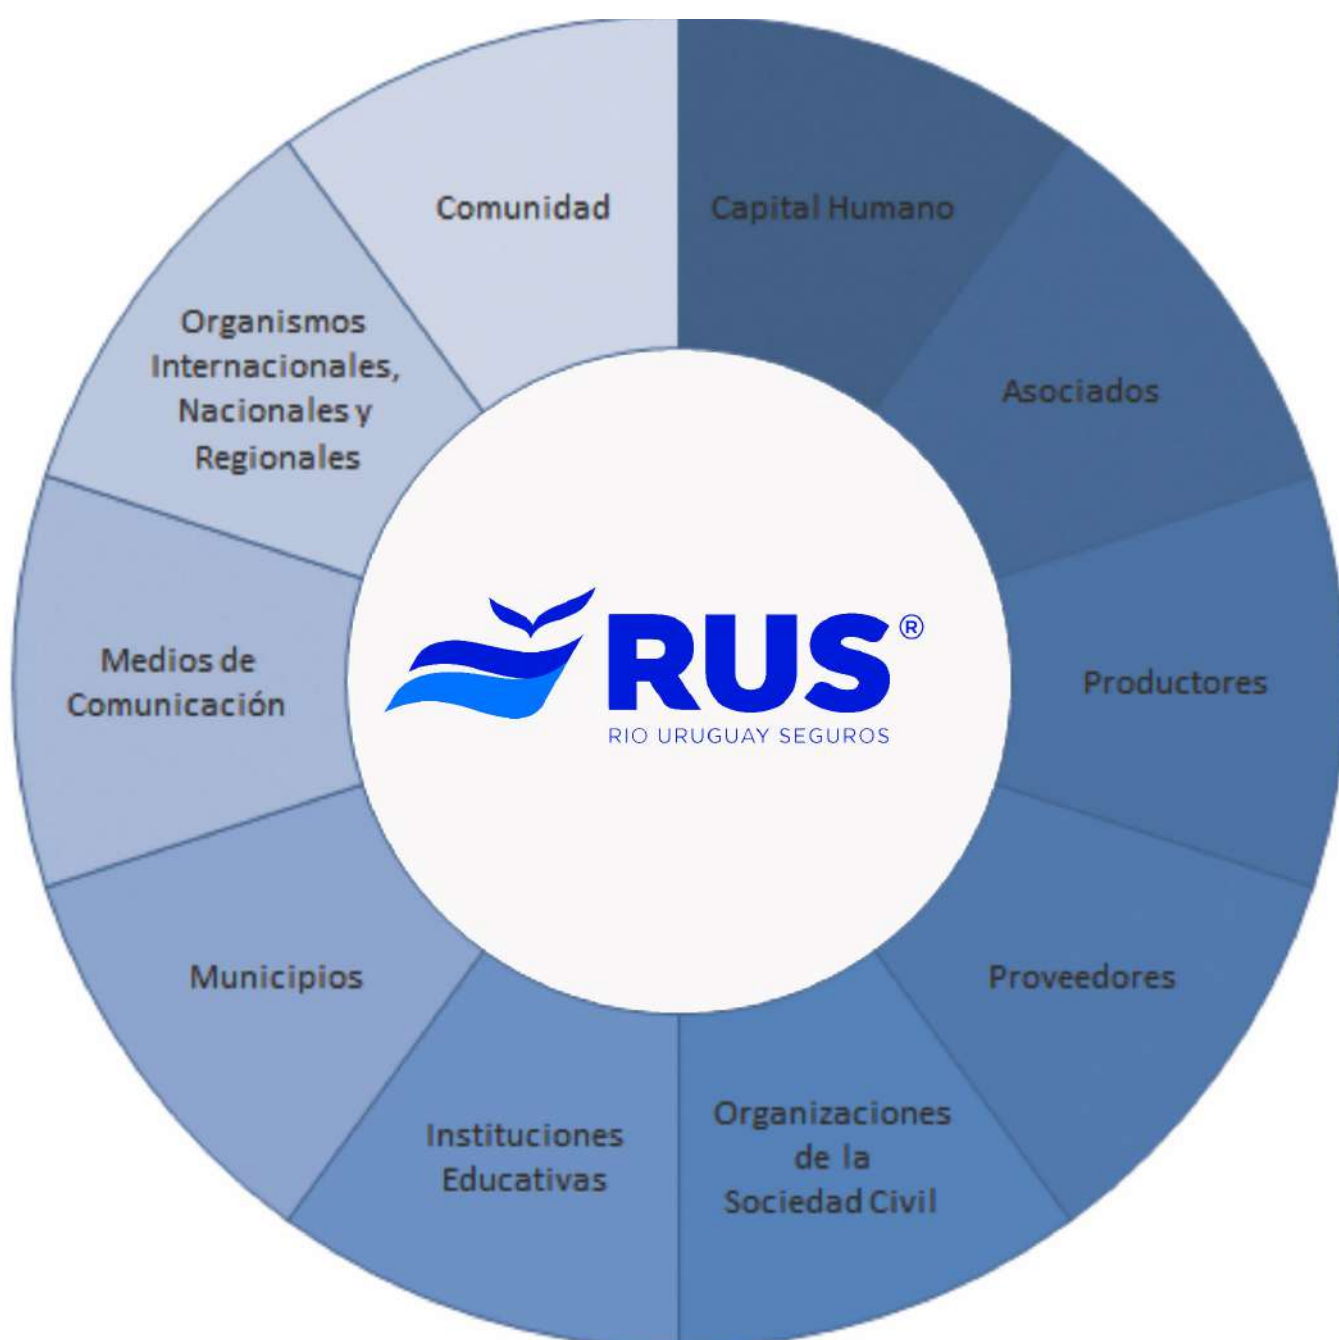 Comunidad
Capital Humano
Asociados
Productores
Proveedores
Organizaciones
de la
Sociedad Civil
Instituciones
Educativas
Municipios
Medios de
Comunicación
Organismos
Internacionales,
Nacionales y
Regionales
RUS®
RIO URUGUAY SEGUROS